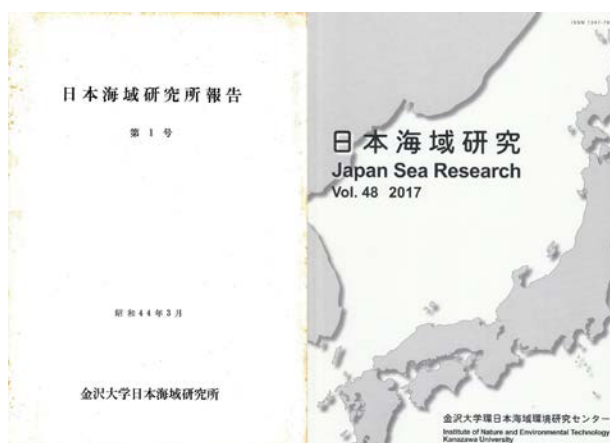 日本海域研究所報告
第1号
昭和44年3月
金沢大学日本海域研究所
日本海域研究
Japan Sea Research
Vol. 48 2017
金沢大学環日本海域環境研究センター
Institute of Nature and Environmental Technology
Kanazawa University